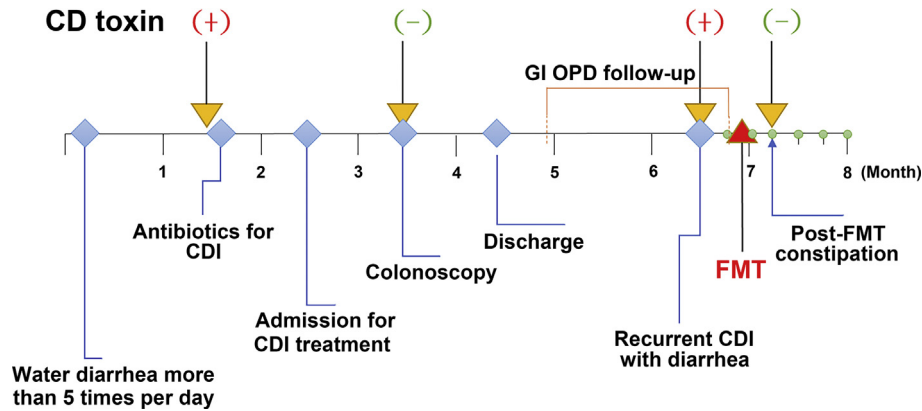 CD toxin
(+)
(−)
(+)
(−)
GI OPD follow-up
1
2
3
4
5
6
7
8 (Month)
Antibiotics for
CDI
Colonoscopy
Discharge
FMT
Post-FMT
constipation
Admission for
CDI treatment
Recurrent CDI
with diarrhea
Water diarrhea more
than 5 times per day